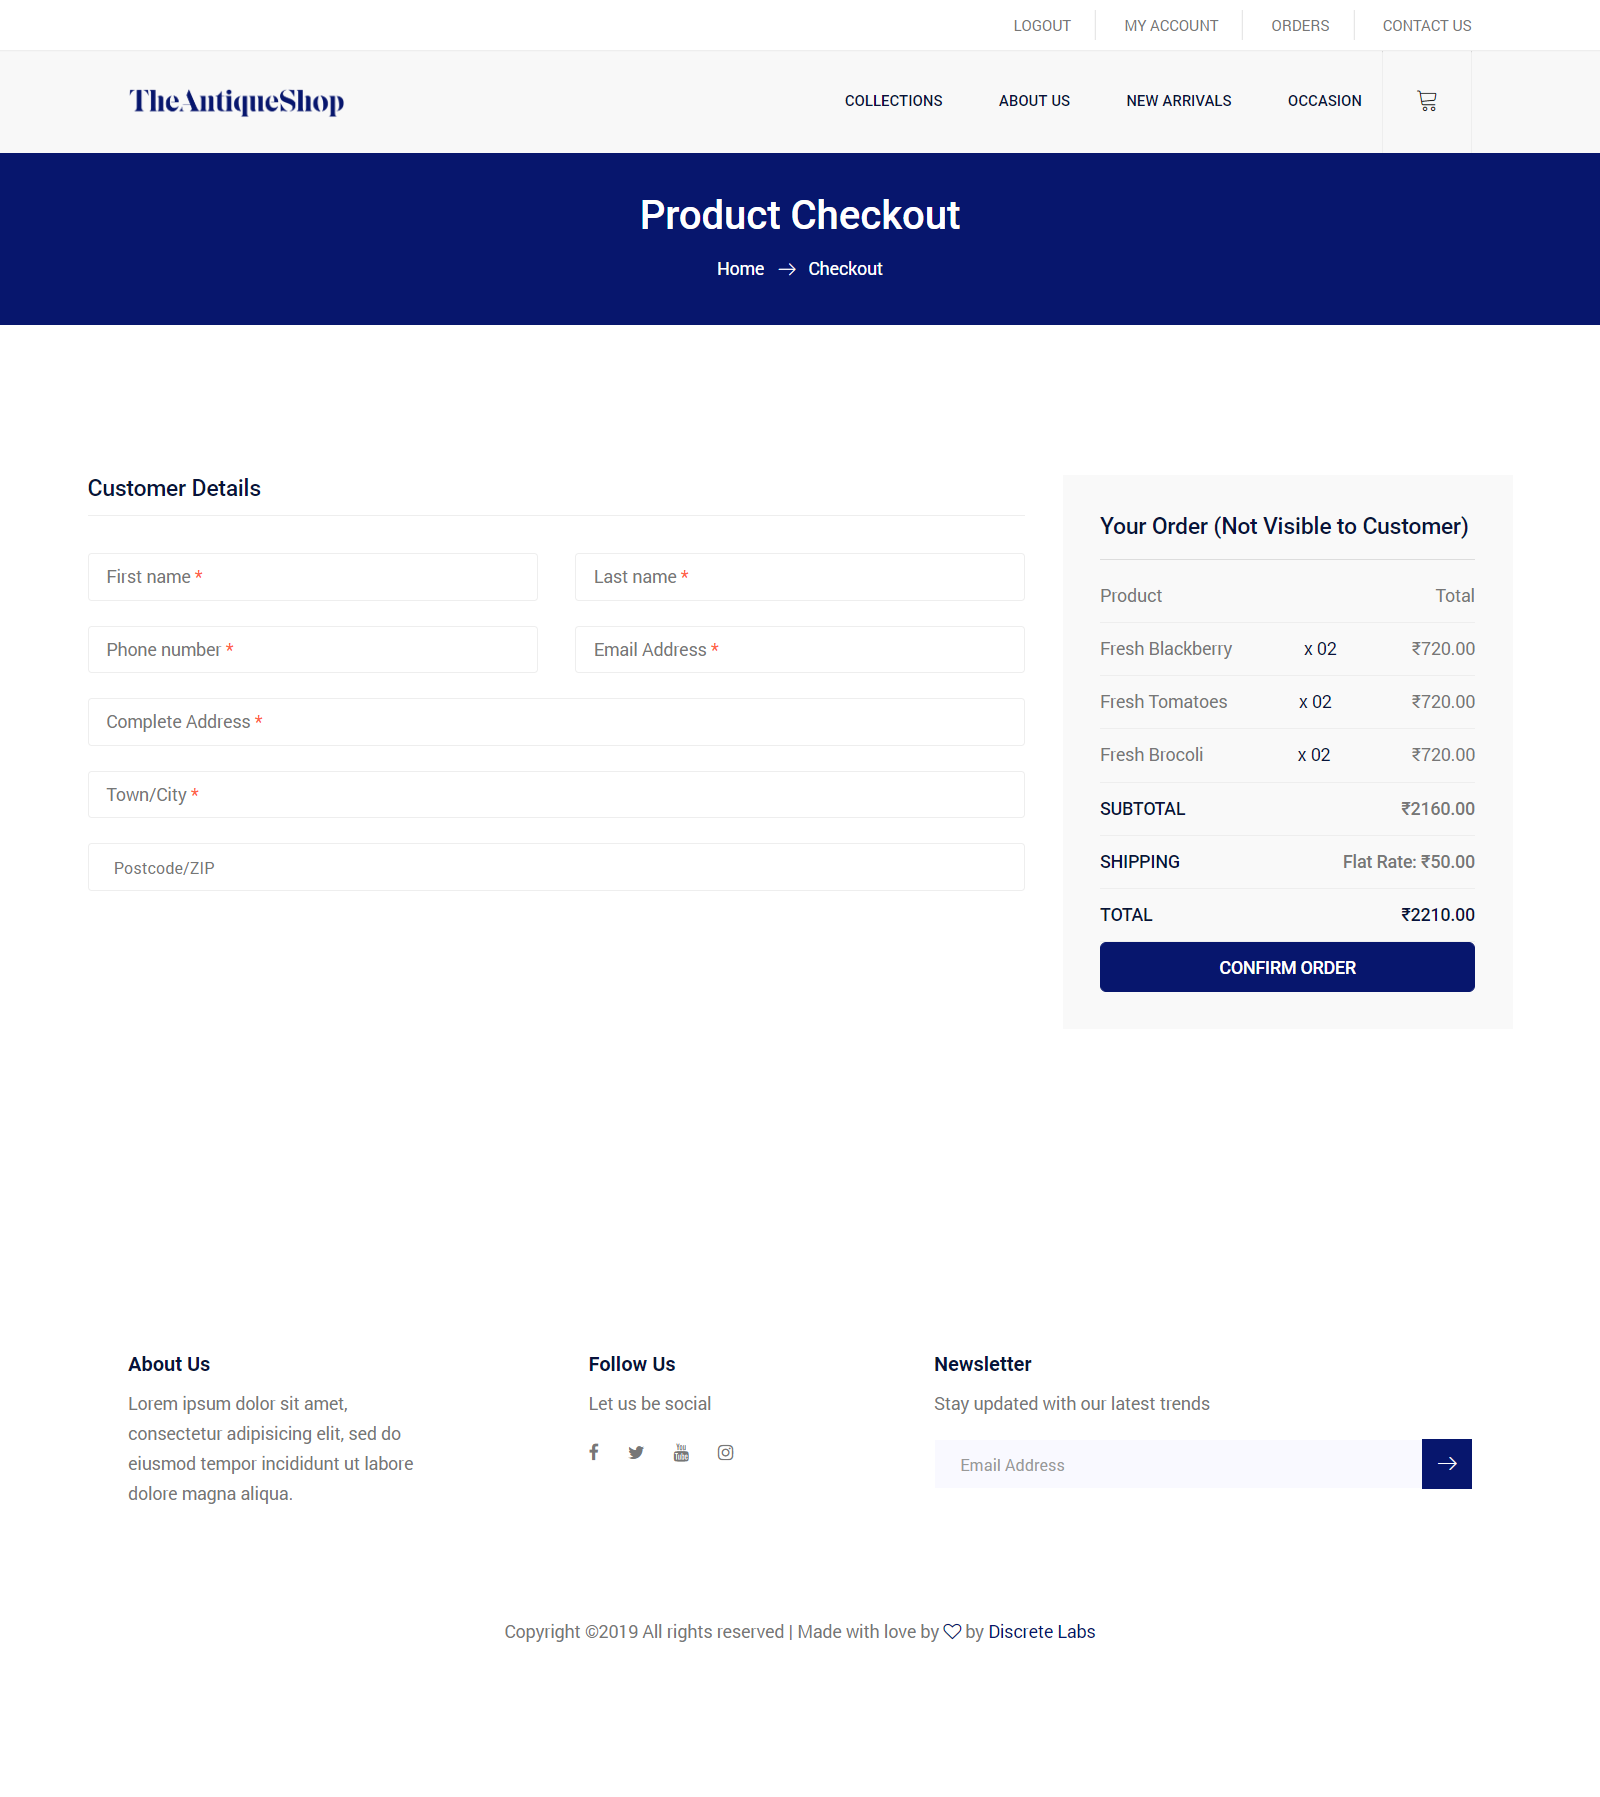 LOGOUT MY ACCOUNT ORDERS CONTACT US
TheAntiqueShop COLLECTIONS ABOUT US NEW ARRIVALS OCCASION
Product Checkout
Home Checkout
Customer Details
First name *
Last name *
Phone number *
Email Address *
Complete Address *
Town/City *
Postcode/ZIP
Your Order (Not Visible to Customer)
Product Total
Fresh Blackberry x 02 ₹720.00
Fresh Tomatoes x 02 ₹720.00
Fresh Brocoli x 02 ₹720.00
SUBTOTAL ₹2160.00
SHIPPING Flat Rate: ₹50.00
TOTAL ₹2210.00
CONFIRM ORDER
About Us
Lorem ipsum dolor sit amet,
consectetur adipisicing elit, sed do
eiusmod tempor incididunt ut labore
dolore magna aliqua.
Follow Us
Let us be social
You
Tube
Newsletter
Stay updated with our latest trends
Email Address
Copyright ©2019 All rights reserved | Made with love by ♡ by Discrete Labs